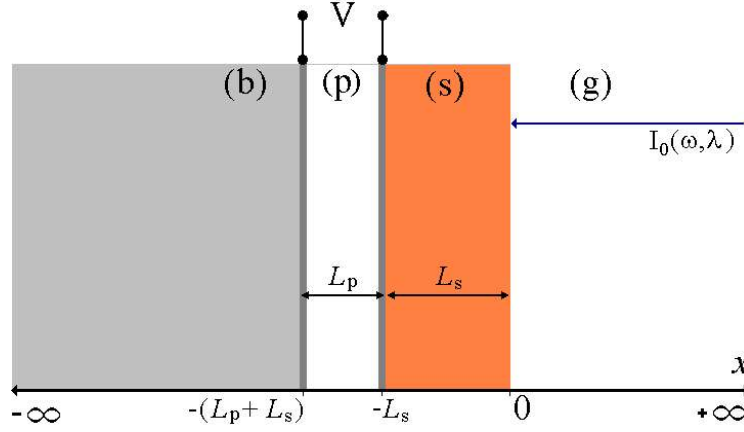 V
(b) (p) (s) (g)
I₀(ω,λ)
Lₚ Lₛ
x
-∞ -(Lₚ+ Lₛ) -Lₛ 0 +∞